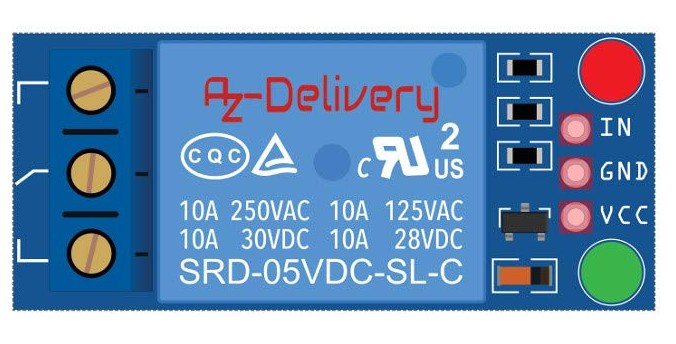 Az-Delivery
CQC
c RU US 2
10A 250VAC 10A 125VAC
10A 30VDC 10A 28VDC
SRD-05VDC-SL-C
IN
GND
VCC